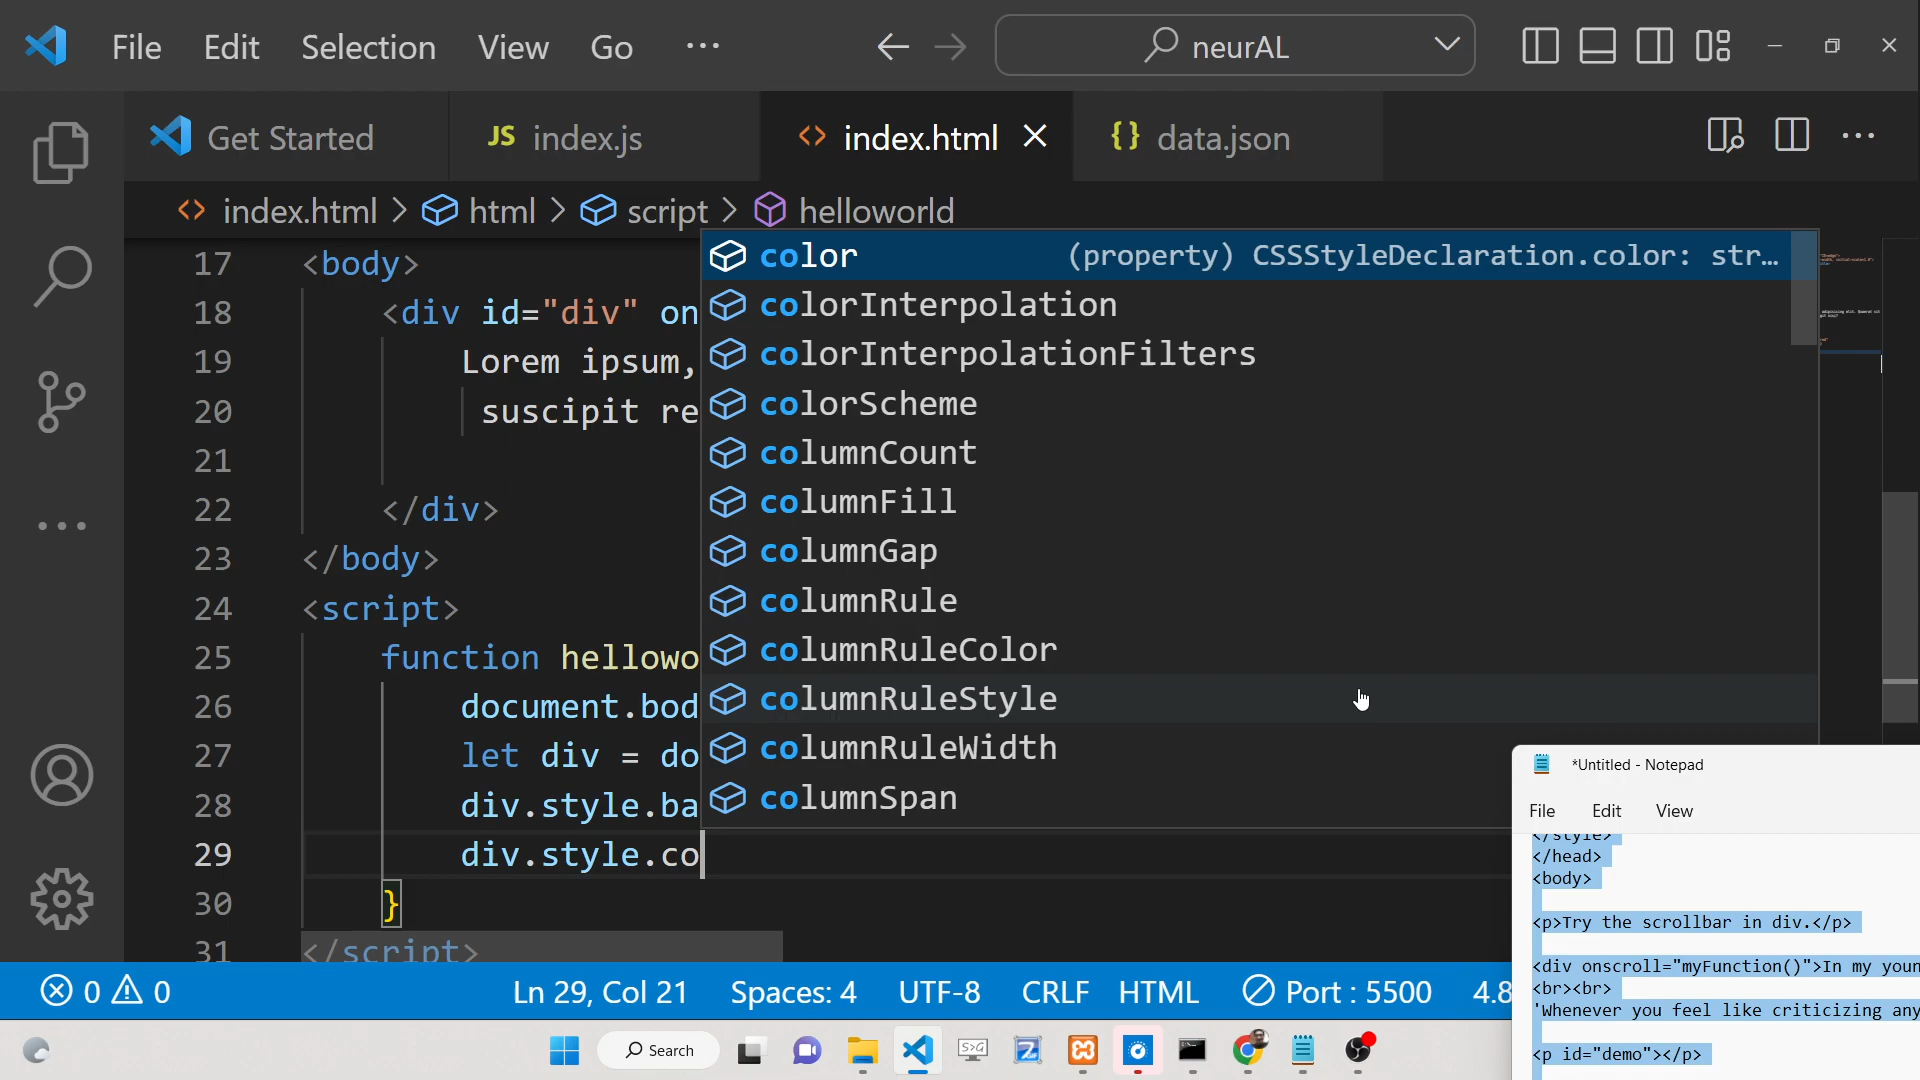 File Edit Selection View Go ··· neurAL
Get Started JS index.js <> index.html {} data.json
<> index.html > html > script > helloworld
17 <body>
18 <div id="div" on
19 Lorem ipsum,
20 suscipit re
21
22 </div>
23 </body>
24 <script>
25 function hellowo
26 document.bod
27 let div = do
28 div.style.ba
29 div.style.co
30 }
31 </script>
color (property) CSSStyleDeclaration.color: str…
colorInterpolation
colorInterpolationFilters
colorScheme
columnCount
columnFill
columnGap
columnRule
columnRuleColor
columnRuleStyle
columnRuleWidth
columnSpan
*Untitled - Notepad
File Edit View
</style>
</head>
<body>
<p>Try the scrollbar in div.</p>
<div onscroll="myFunction()">In my youn
<br><br>
'Whenever you feel like criticizing any
<p id="demo"></p>
0 0 Ln 29, Col 21 Spaces: 4 UTF-8 CRLF HTML Port : 5500 4.8
Search